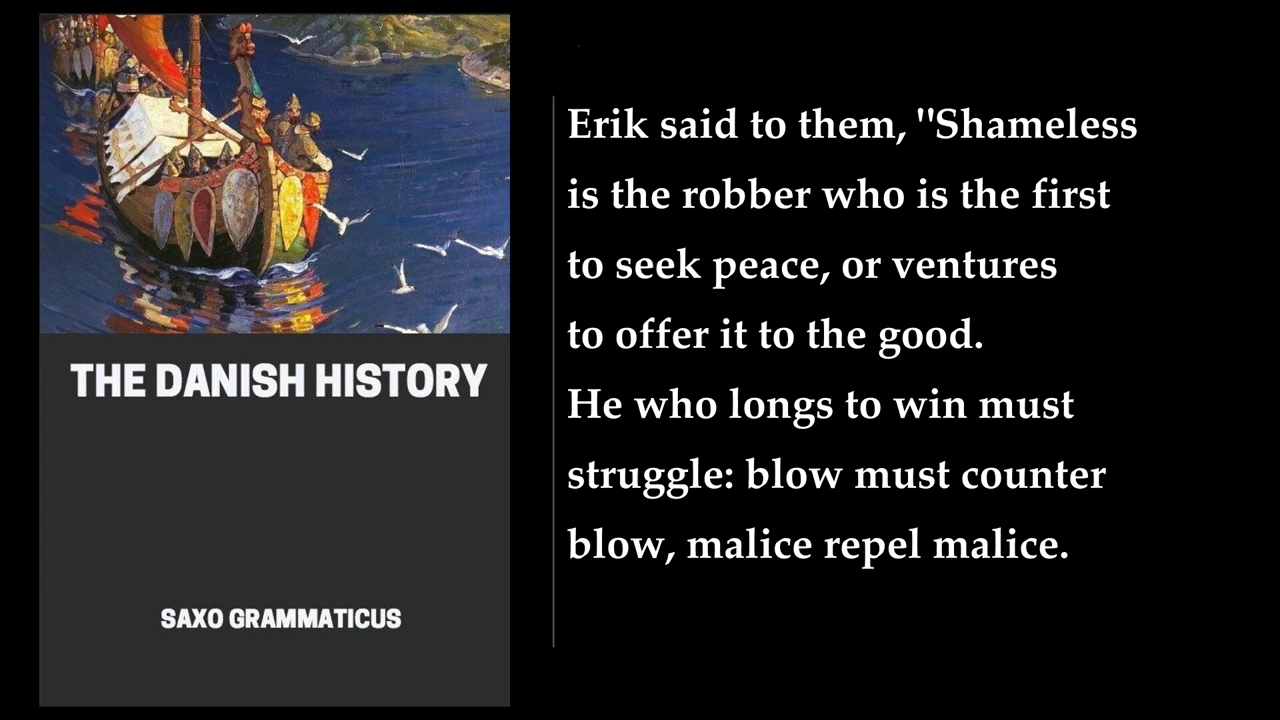 THE DANISH HISTORY
SAXO GRAMMATICUS
Erik said to them, "Shameless
is the robber who is the first
to seek peace, or ventures
to offer it to the good.
He who longs to win must
struggle: blow must counter
blow, malice repel malice.